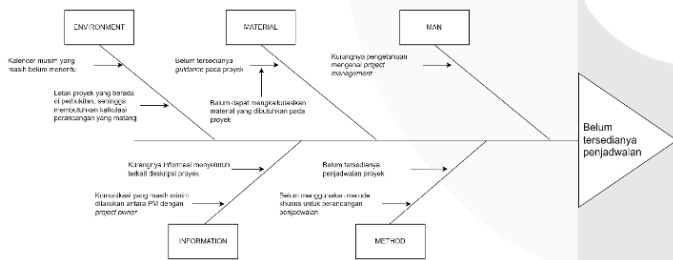 ENVIRONMENT
MATERIAL
MAN
Kalender musim yang
masih belum menentu
Letak proyek yang berada
di perbukitan, sehingga
membutuhkan kalkulasi
perancangan yang matang
Belum tersedianya
guidance pada proyek
Belum dapat mengkalkulasikan
material yang dibutuhkan pada
proyek
Kurangnya pengetahuan
mengenai project
management
Belum
tersedianya
penjadwalan
Kurangnya informasi menyeluruh
terkait deskripsi proyek
Komunikasi yang masih minim
dilakukan antara PM dengan
project owner
Belum tersedianya
penjadwalan proyek
Belum menggunakan metode
khusus untuk perancangan
penjadwalan
INFORMATION
METHOD